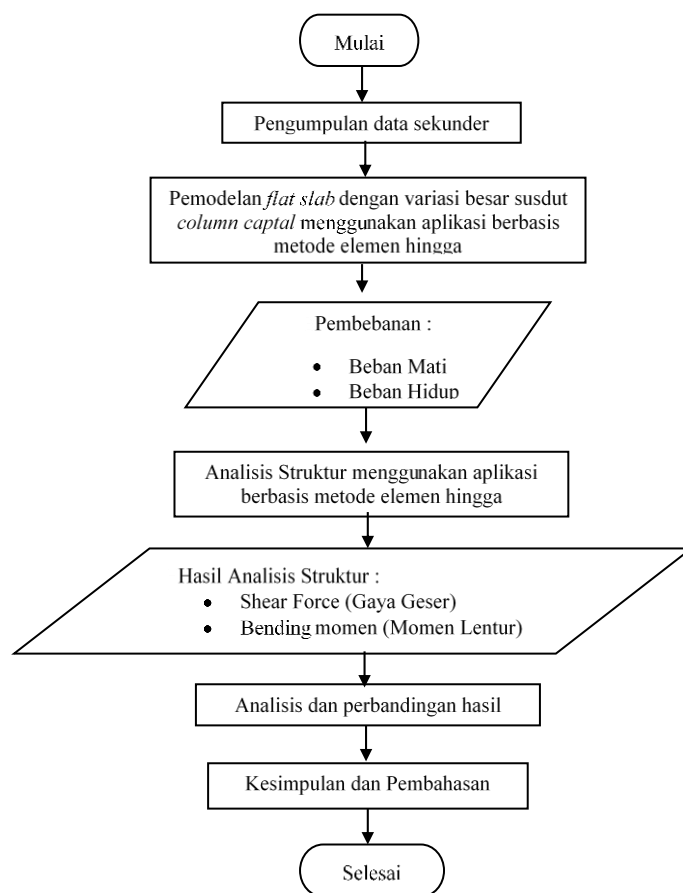 Mulai
Pengumpulan data sekunder
Pemodelan flat slab dengan variasi besar susdut
column captal menggunakan aplikasi berbasis
metode elemen hingga
Pembebanan :
• Beban Mati
• Beban Hidup
Analisis Struktur menggunakan aplikasi
berbasis metode elemen hingga
Hasil Analisis Struktur :
• Shear Force (Gaya Geser)
• Bending momen (Momen Lentur)
Analisis dan perbandingan hasil
Kesimpulan dan Pembahasan
Selesai